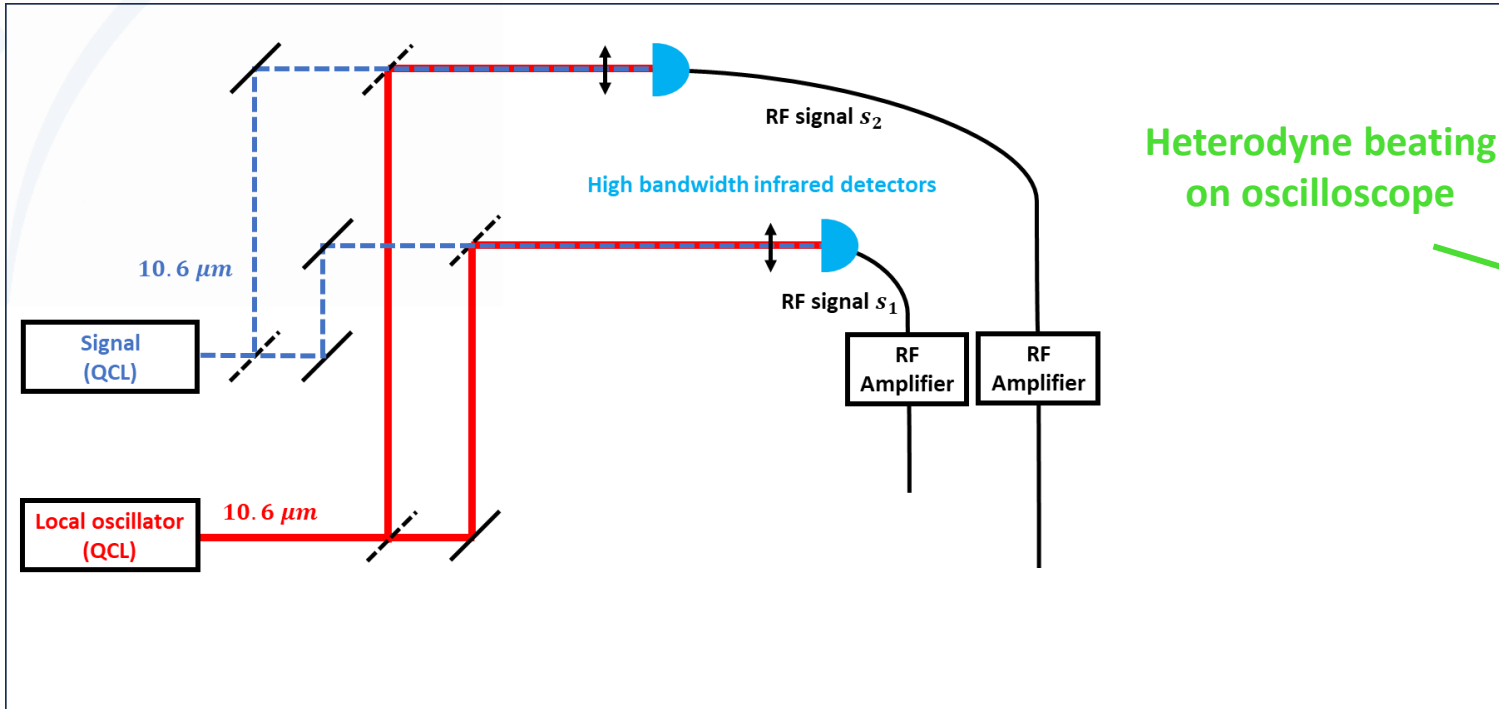 RF signal s₂
Heterodyne beating
on oscilloscope
High bandwidth infrared detectors
10.6 μm
RF signal s₁
Signal
(QCL)
RF
Amplifier
RF
Amplifier
10.6 μm
Local oscillator
(QCL)